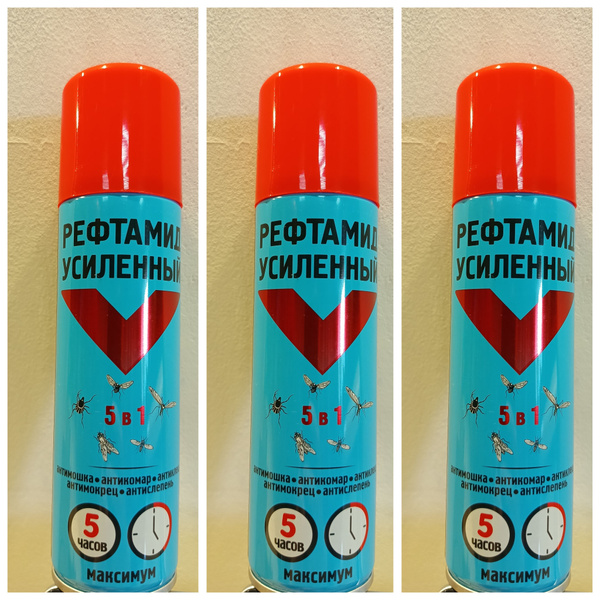 РЕФТАМИД
УСИЛЕННЫЙ
5 в 1
антимошка • антикомар •
антимокрец • антислепень
5
часов
максимум
РЕФТАМИД
УСИЛЕННЫЙ
5 в 1
антимошка • антикомар •
антимокрец • антислепень
5
часов
максимум
РЕФТАМИД
УСИЛЕННЫЙ
5 в 1
антимошка • антикомар •
антимокрец • антислепень
5
часов
максимум